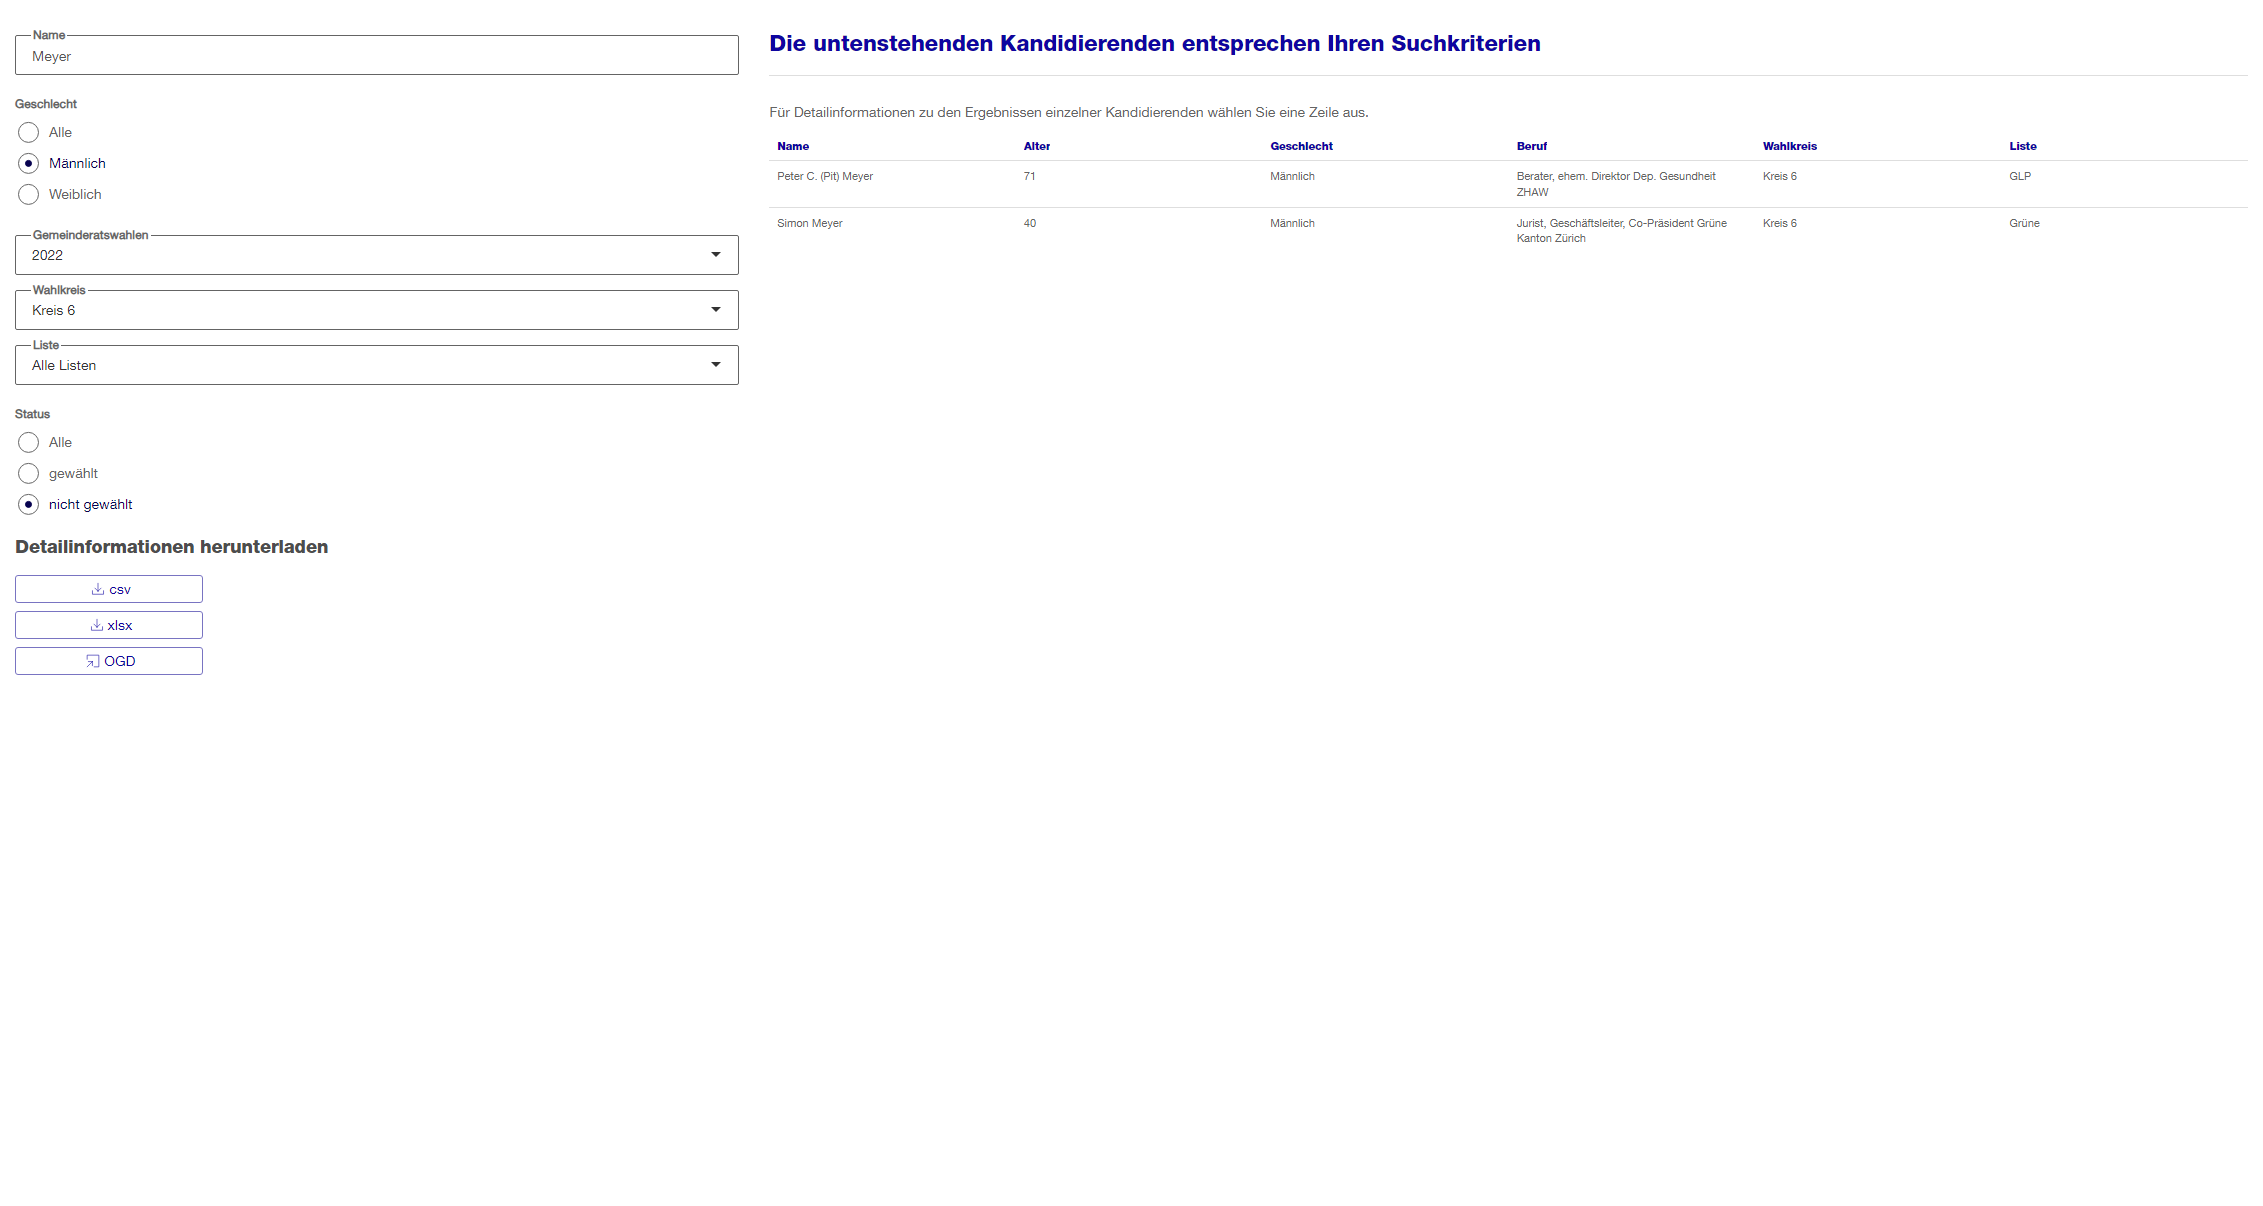 Name
Meyer
Geschlecht
Alle
Männlich
Weiblich
Gemeinderatswahlen
2022
Wahlkreis
Kreis 6
Liste
Alle Listen
Status
Alle
gewählt
nicht gewählt
Detailinformationen herunterladen
csv
xlsx
OGD
Die untenstehenden Kandidierenden entsprechen Ihren Suchkriterien
Für Detailinformationen zu den Ergebnissen einzelner Kandidierenden wählen Sie eine Zeile aus.
Name Alter Geschlecht Beruf Wahlkreis Liste
Peter C. (Pit) Meyer 71 Männlich Berater, ehem. Direktor Dep. Gesundheit Kreis 6 GLP
ZHAW
Simon Meyer 40 Männlich Jurist, Geschäftsleiter, Co-Präsident Grüne Kreis 6 Grüne
Kanton Zürich